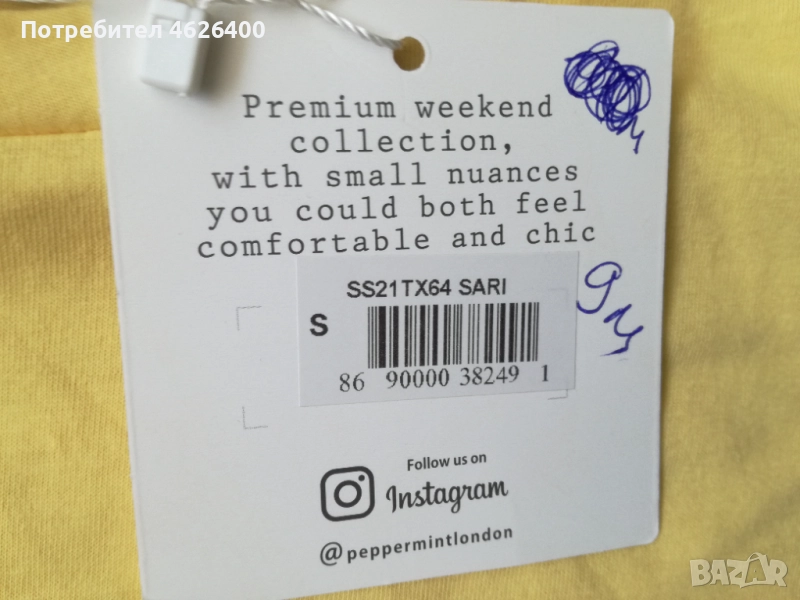 Потребител 4626400
Premium weekend
collection,
with small nuances
you could both feel
comfortable and chic
SS21TX64 SARI
S
86 90000 38249 1
Follow us on
Instagram
@peppermintlondon
BAZAR